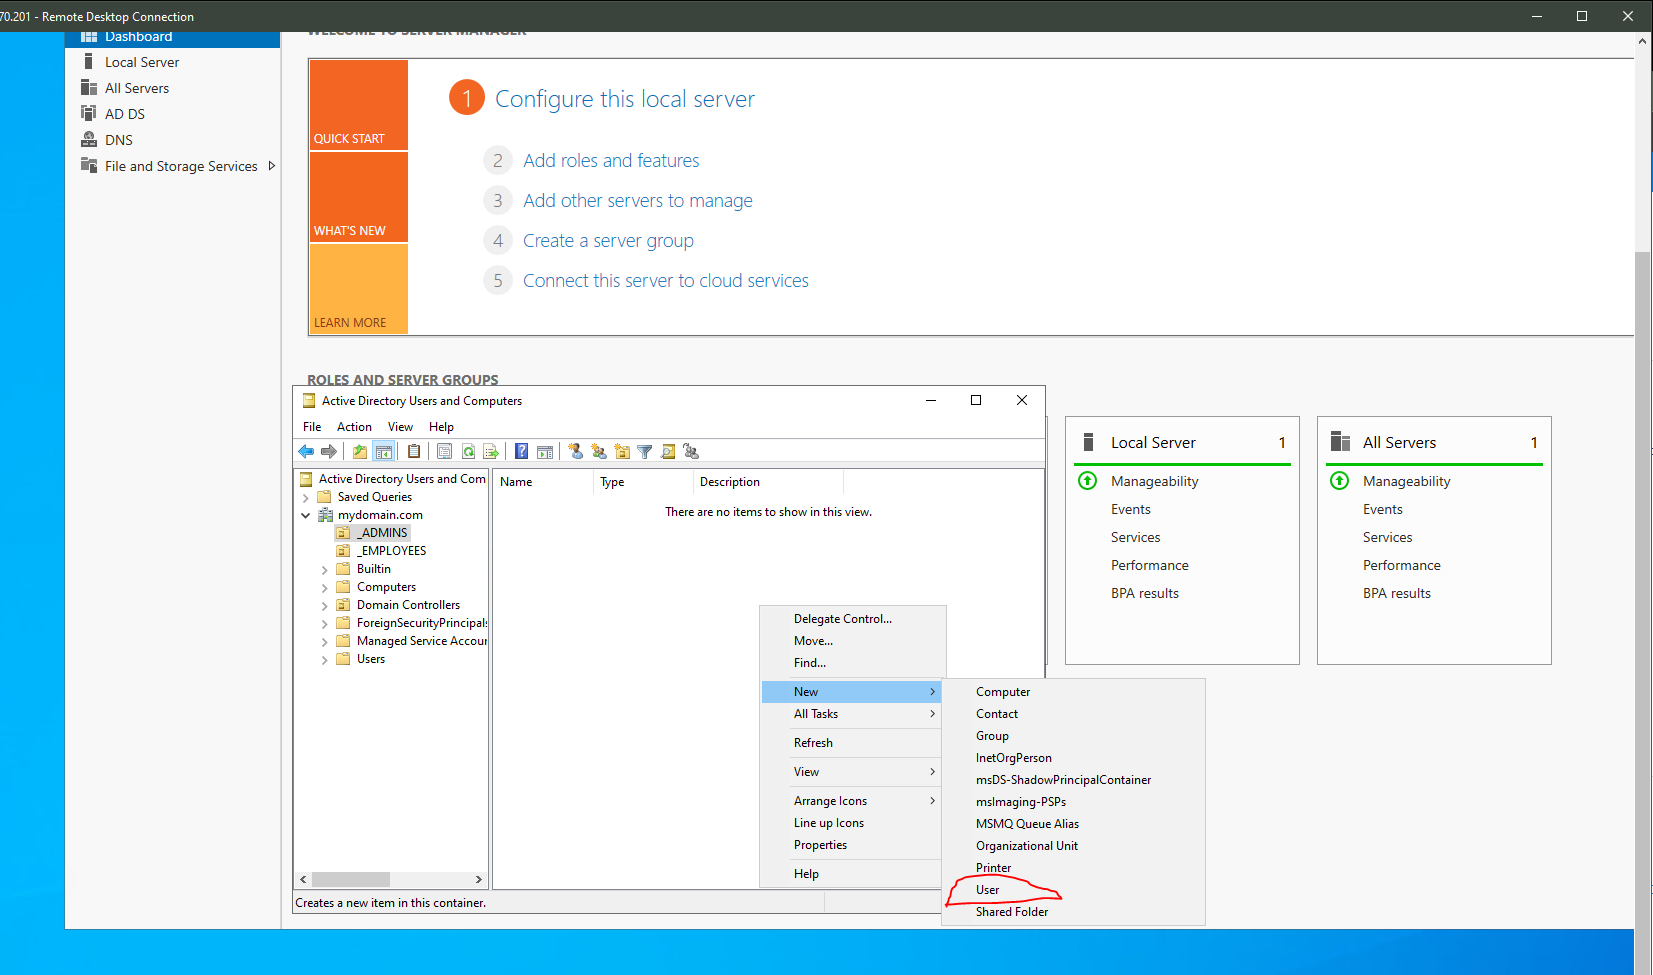 70.201 - Remote Desktop Connection
Dashboard
Local Server
All Servers
AD DS
DNS
File and Storage Services
WELCOME TO SERVER MANAGER
QUICK START
WHAT'S NEW
LEARN MORE
1 Configure this local server
2 Add roles and features
3 Add other servers to manage
4 Create a server group
5 Connect this server to cloud services
ROLES AND SERVER GROUPS
Active Directory Users and Computers
File Action View Help
Active Directory Users and Com
Saved Queries
mydomain.com
_ADMINS
_EMPLOYEES
Builtin
Computers
Domain Controllers
ForeignSecurityPrincipals
Managed Service Accour
Users
Name Type Description
There are no items to show in this view.
Creates a new item in this container.
Delegate Control...
Move...
Find...
New
All Tasks
Refresh
View
Arrange Icons
Line up Icons
Properties
Help
Computer
Contact
Group
InetOrgPerson
msDS-ShadowPrincipalContainer
msImaging-PSPs
MSMQ Queue Alias
Organizational Unit
Printer
User
Shared Folder
Local Server 1
Manageability
Events
Services
Performance
BPA results
All Servers 1
Manageability
Events
Services
Performance
BPA results